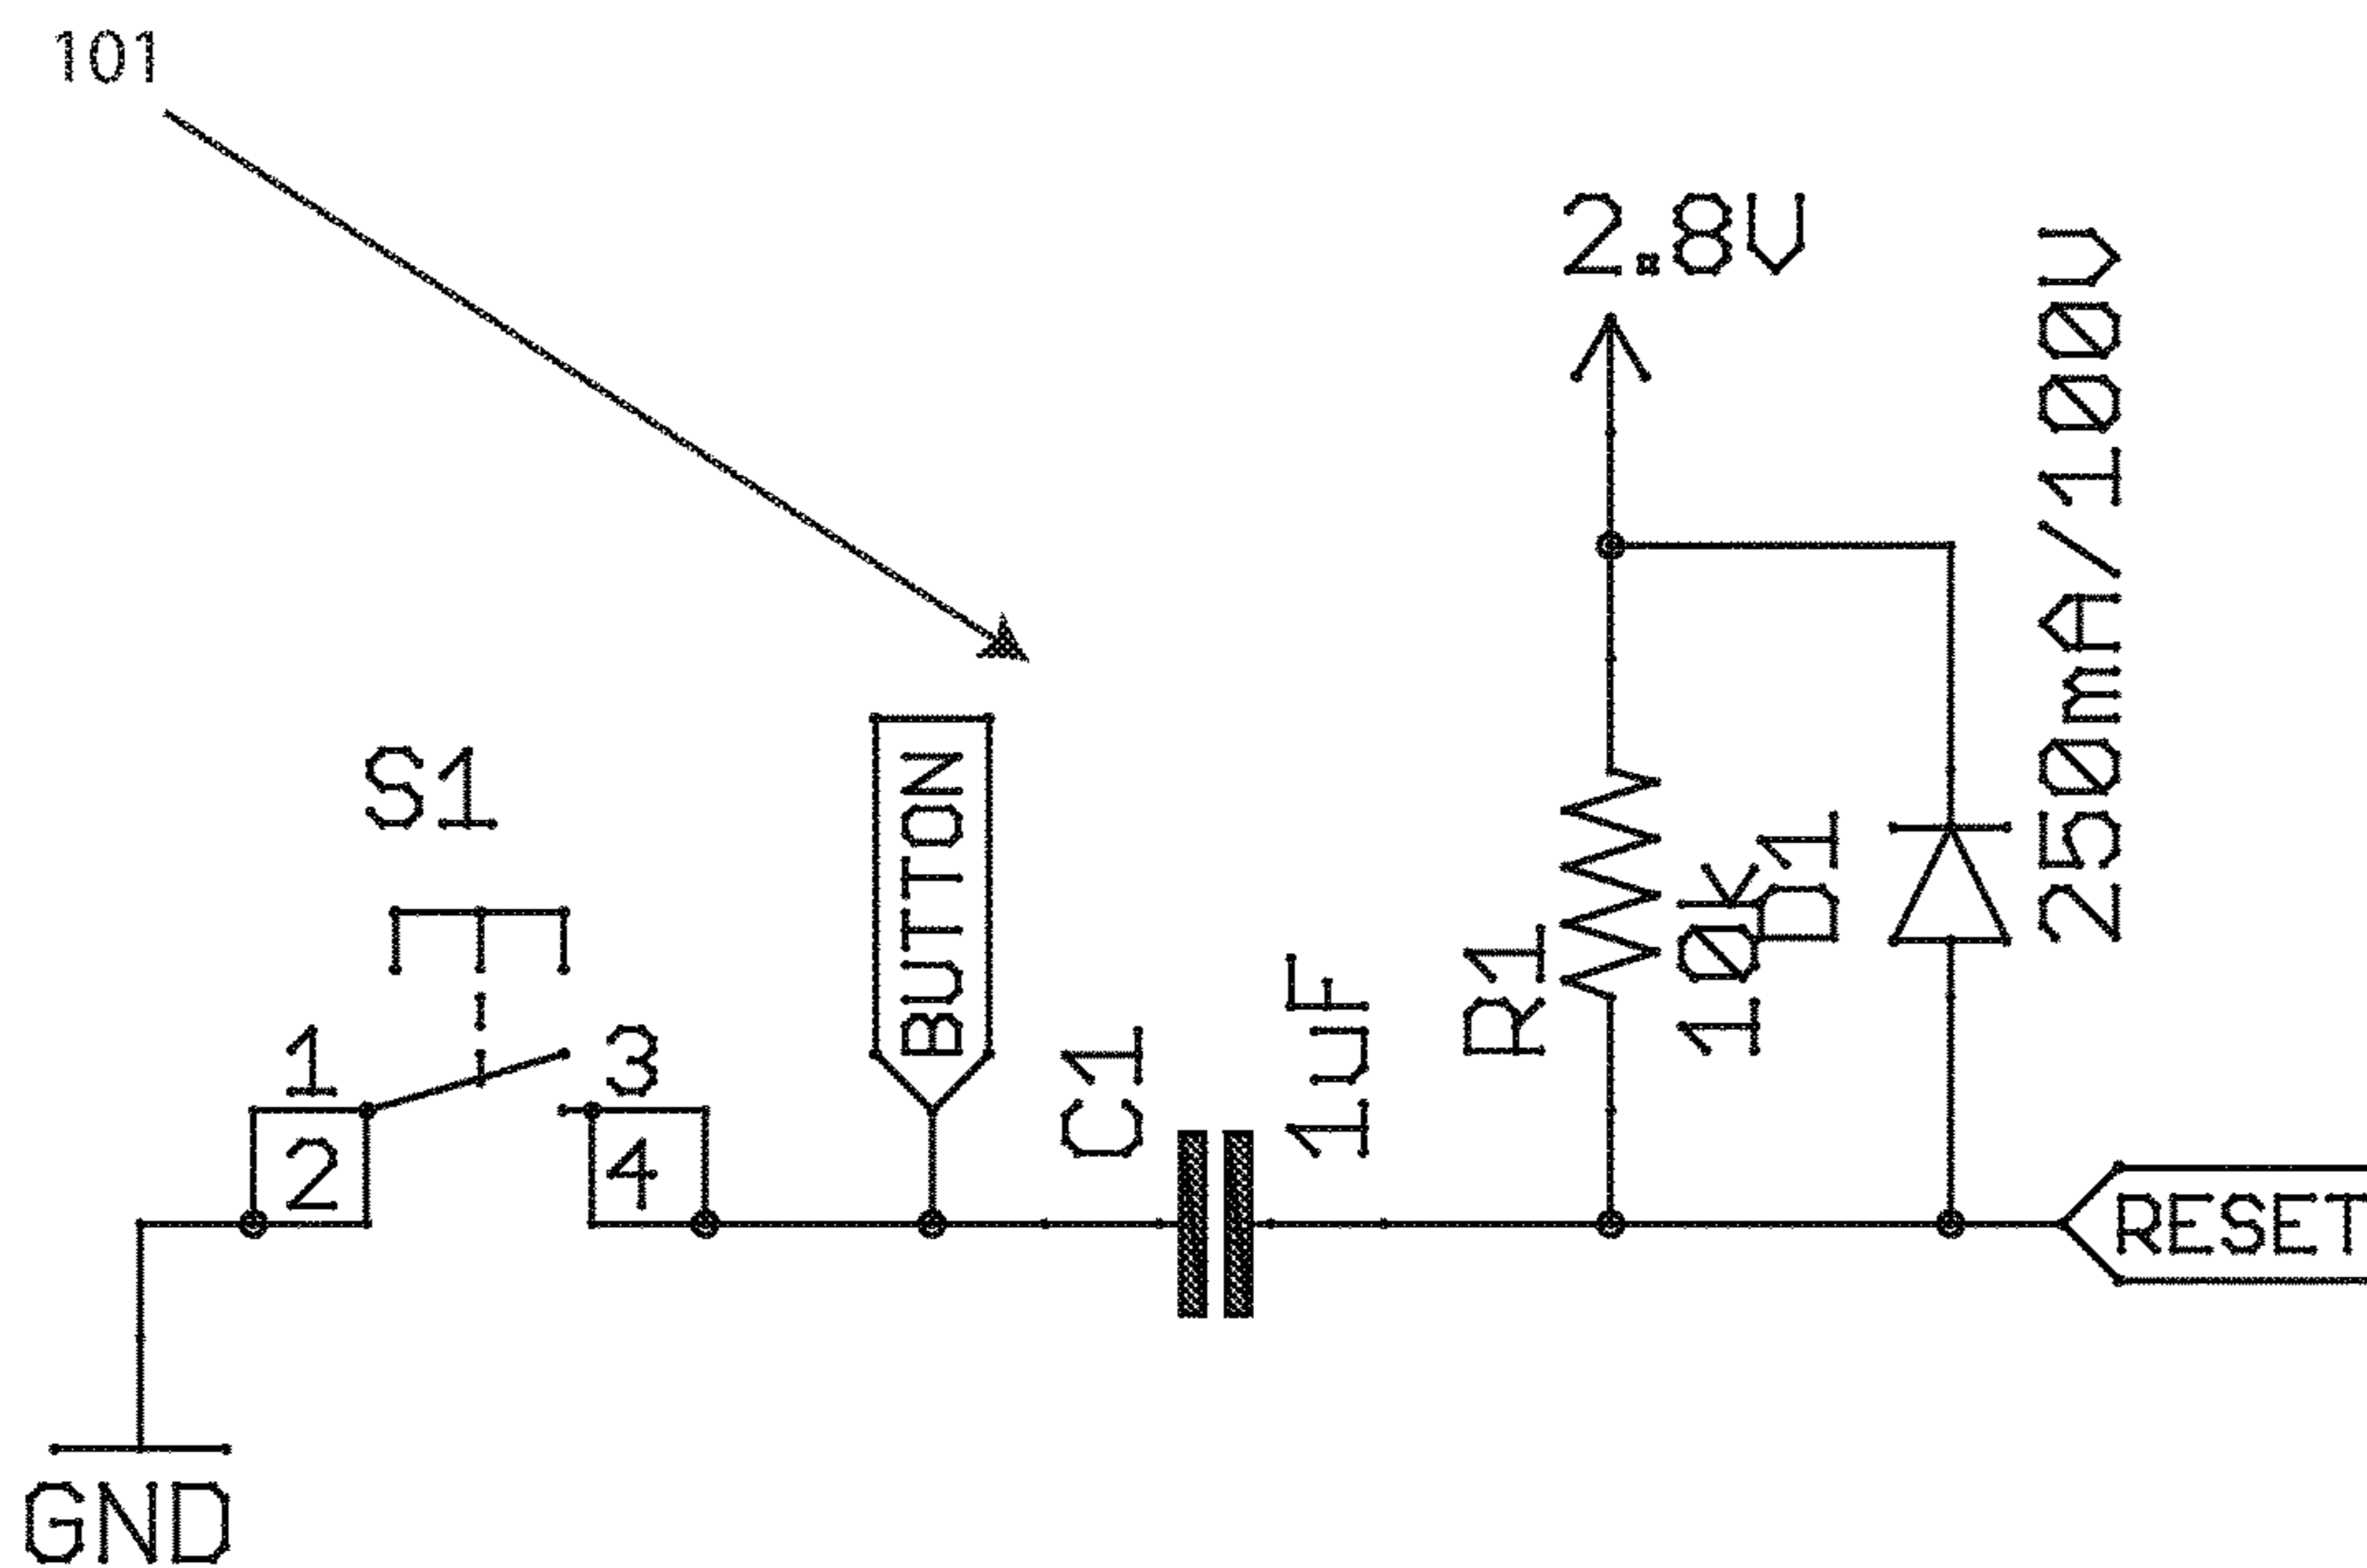 101
2.8V
250mA/100V
S1
BUTTON
1
3
2
4
C1
1uF
R1
10K
D1
RESET
GND